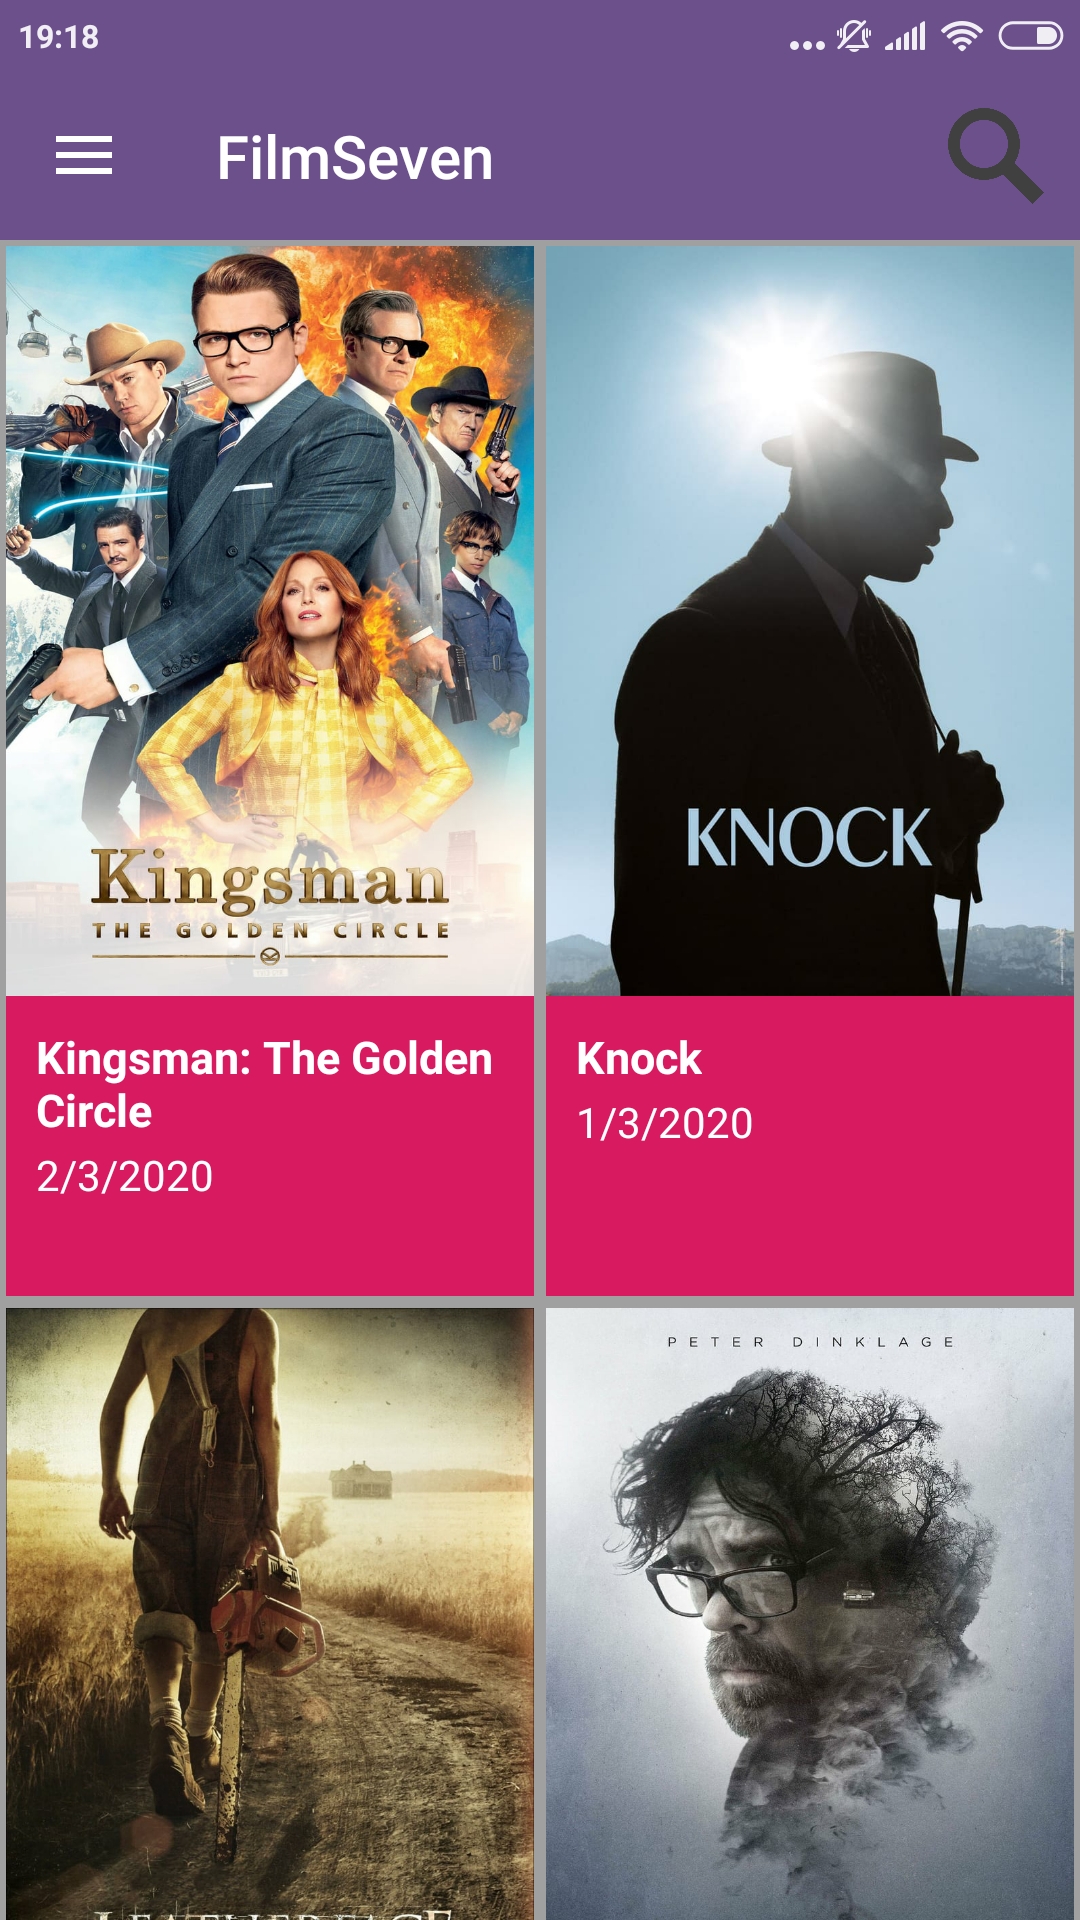 19:18
FilmSeven
Kingsman
THE GOLDEN CIRCLE
KNOCK
Kingsman: The Golden
Circle
2/3/2020
Knock
1/3/2020
PETER DINKLAGE
LEATHERFACE